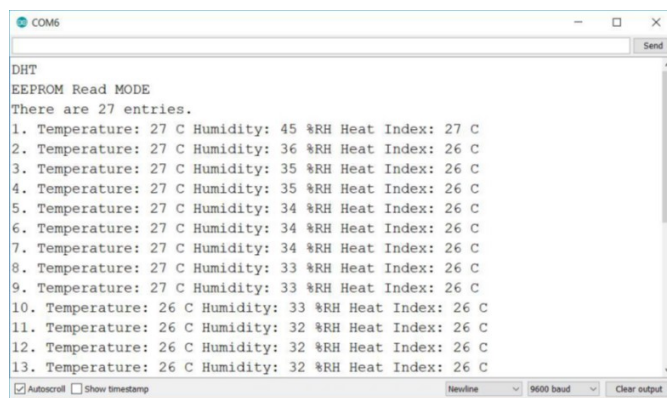 COM6
Send
DHT
EEPROM Read MODE
There are 27 entries.
1. Temperature: 27 C Humidity: 45 %RH Heat Index: 27 C
2. Temperature: 27 C Humidity: 36 %RH Heat Index: 26 C
3. Temperature: 27 C Humidity: 35 %RH Heat Index: 26 C
4. Temperature: 27 C Humidity: 35 %RH Heat Index: 26 C
5. Temperature: 27 C Humidity: 34 %RH Heat Index: 26 C
6. Temperature: 27 C Humidity: 34 %RH Heat Index: 26 C
7. Temperature: 27 C Humidity: 34 %RH Heat Index: 26 C
8. Temperature: 27 C Humidity: 33 %RH Heat Index: 26 C
9. Temperature: 27 C Humidity: 33 %RH Heat Index: 26 C
10. Temperature: 26 C Humidity: 33 %RH Heat Index: 26 C
11. Temperature: 26 C Humidity: 32 %RH Heat Index: 26 C
12. Temperature: 26 C Humidity: 32 %RH Heat Index: 26 C
13. Temperature: 26 C Humidity: 32 %RH Heat Index: 26 C
Autoscroll Show timestamp Newline 9600 baud Clear output